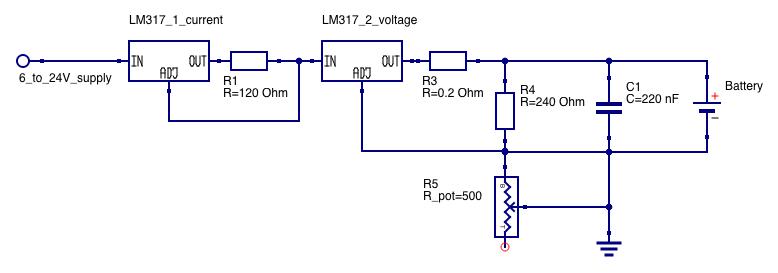 LM317_1_current
LM317_2_voltage
IN
OUT
ADJ
IN
OUT
ADJ
6_to_24V_supply
R1
R=120 Ohm
R3
R=0.2 Ohm
R4
R=240 Ohm
C1
C=220 nF
Battery
+
−
R5
R_pot=500